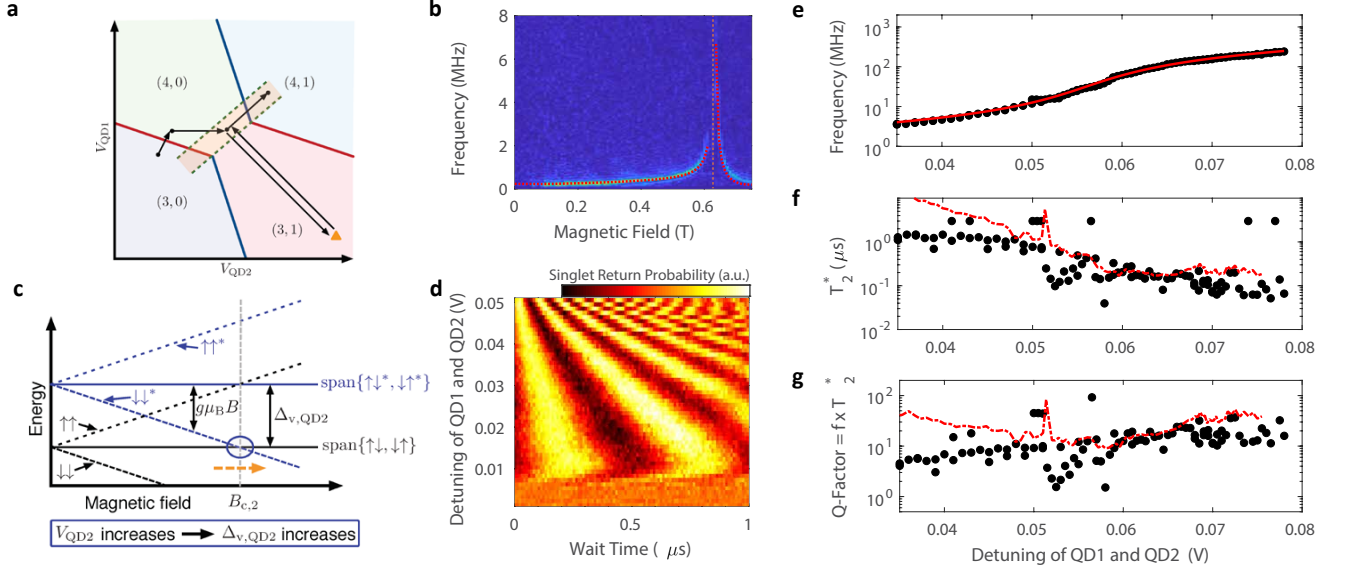 a
(4, 0)
(4, 1)
(3, 0)
(3, 1)
V_QD1
V_QD2
b
Frequency (MHz)
8
6
4
2
0
0 0.2 0.4 0.6
Magnetic Field (T)
c
Energy
↑↑*
span{↑↓*, ↓↑*}
↓↓*
gμ_B B
Δ_v,QD2
↑↑
span{↑↓, ↓↑}
↓↓
Magnetic field
B_c,2
V_QD2 increases → Δ_v,QD2 increases
Singlet Return Probability (a.u.)
d
Detuning of QD1 and QD2 (V)
0.05
0.04
0.03
0.02
0.01
0 0.5 1
Wait Time ( μs)
e
Frequency (MHz)
10^3
10^2
10^1
10^0
0.04 0.05 0.06 0.07 0.08
f
T_2^* (μs)
10^0
10^-1
10^-2
0.04 0.05 0.06 0.07 0.08
g
Q-Factor = f x T_2^*
10^2
10^1
10^0
0.04 0.05 0.06 0.07 0.08
Detuning of QD1 and QD2 (V)